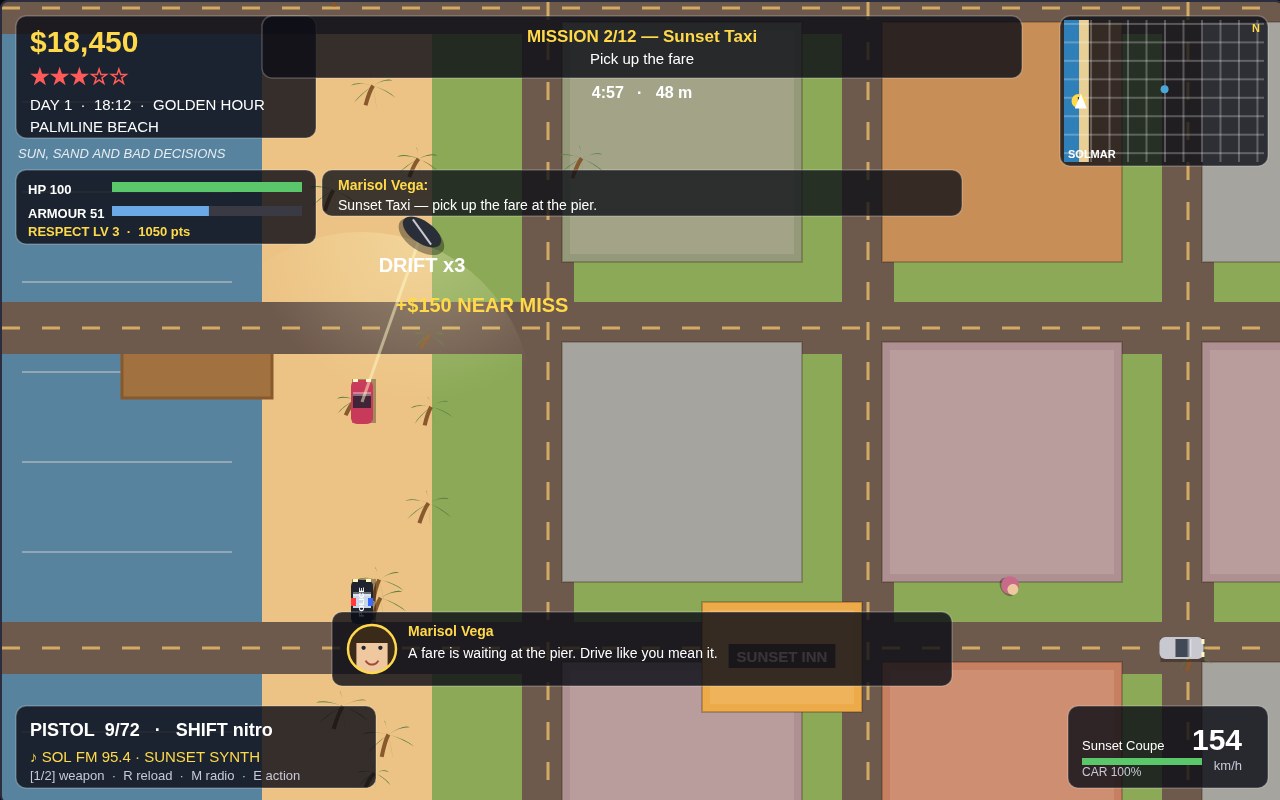 $18,450
★★★☆☆
DAY 1 · 18:12 · GOLDEN HOUR
PALMLINE BEACH
SUN, SAND AND BAD DECISIONS
HP 100
ARMOUR 51
RESPECT LV 3 · 1050 pts
MISSION 2/12 — Sunset Taxi
Pick up the fare
4:57 · 48 m
N
SOLMAR
Marisol Vega:
Sunset Taxi — pick up the fare at the pier.
DRIFT x3
+$150 NEAR MISS
Marisol Vega
A fare is waiting at the pier. Drive like you mean it.
SUNSET INN
PISTOL 9/72 · SHIFT nitro
♪ SOL FM 95.4 · SUNSET SYNTH
[1/2] weapon · R reload · M radio · E action
Sunset Coupe 154
km/h
CAR 100%